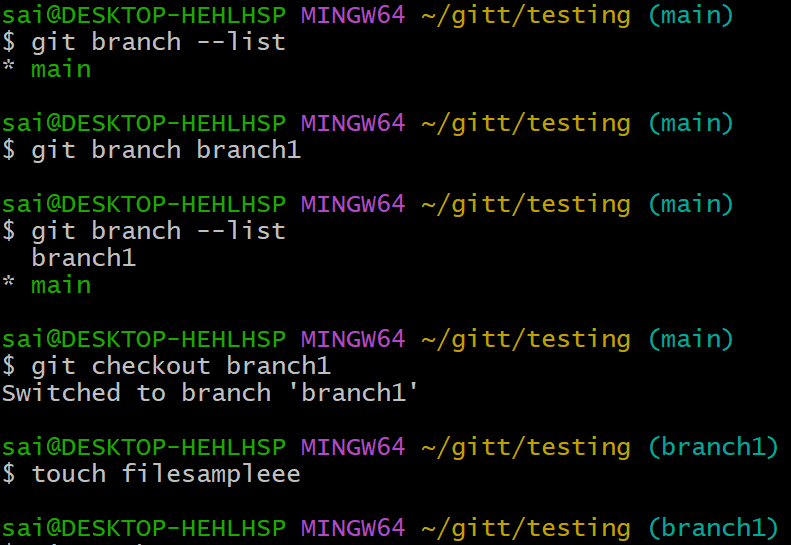 sai@DESKTOP-HEHLHSP MINGW64 ~/gitt/testing (main)
$ git branch --list
* main
sai@DESKTOP-HEHLHSP MINGW64 ~/gitt/testing (main)
$ git branch branch1
sai@DESKTOP-HEHLHSP MINGW64 ~/gitt/testing (main)
$ git branch --list
  branch1
* main
sai@DESKTOP-HEHLHSP MINGW64 ~/gitt/testing (main)
$ git checkout branch1
Switched to branch 'branch1'
sai@DESKTOP-HEHLHSP MINGW64 ~/gitt/testing (branch1)
$ touch filesampleee
sai@DESKTOP-HEHLHSP MINGW64 ~/gitt/testing (branch1)